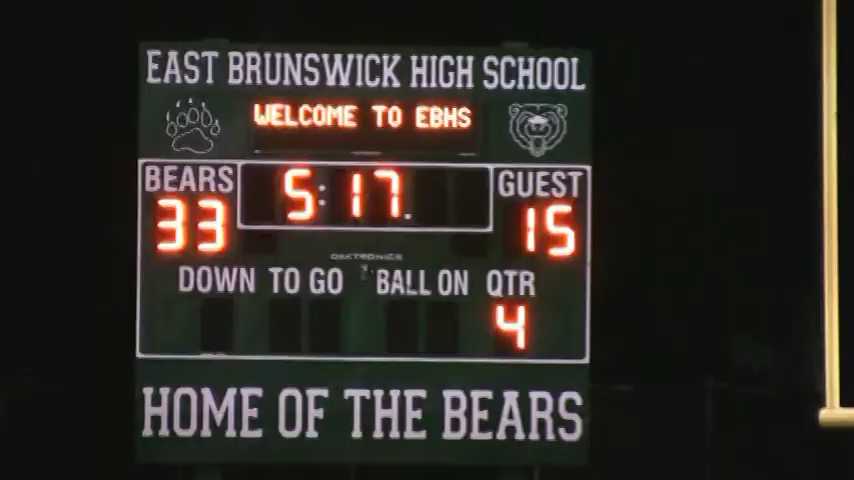 EAST BRUNSWICK HIGH SCHOOL
WELCOME TO EBHS
BEARS 5:17. GUEST
33 15
DAKTRONICS
DOWN TO GO BALL ON QTR
4
HOME OF THE BEARS